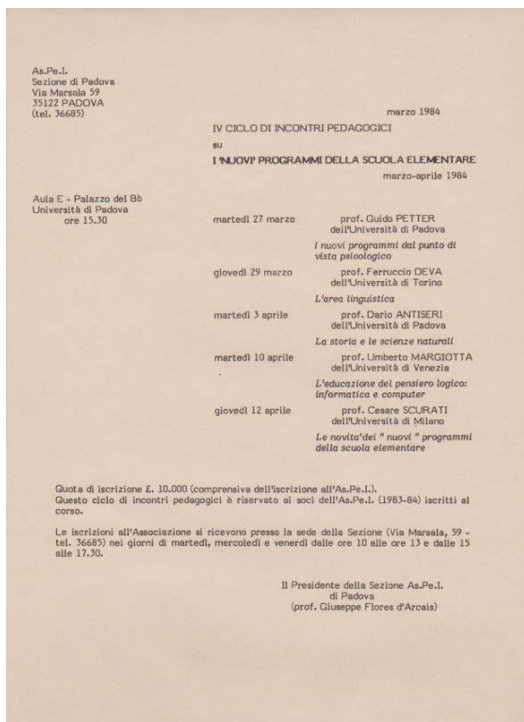 As.Pe.I.
Sezione di Padova
Via Marsala 59
35122 PADOVA
(tel. 36685)
marzo 1984
IV CICLO DI INCONTRI PEDAGOGICI
su
I 'NUOVI' PROGRAMMI DELLA SCUOLA ELEMENTARE
marzo-aprile 1984
Aula E - Palazzo del Bò
Università di Padova
ore 15.30
martedì 27 marzo prof. Guido PETTER
dell'Università di Padova
I nuovi programmi dal punto di
vista psicologico
giovedì 29 marzo prof. Ferruccio DEVA
dell'Università di Torino
L'area linguistica
martedì 3 aprile prof. Dario ANTISERI
dell'Università di Padova
La storia e le scienze naturali
martedì 10 aprile prof. Umberto MARGIOTTA
dell'Università di Venezia
L'educazione del pensiero logico:
informatica e computer
giovedì 12 aprile prof. Cesare SCURATI
dell'Università di Milano
Le novita'dei " nuovi " programmi
della scuola elementare
Quota di iscrizione £. 10.000 (comprensiva dell'iscrizione all'As.Pe.I.).
Questo ciclo di incontri pedagogici è riservato ai soci dell'As.Pe.I. (1983-84) iscritti al
corso.
Le iscrizioni all'Associazione si ricevono presso la sede della Sezione (Via Marsala, 59 -
tel. 36685) nei giorni di martedì, mercoledì e venerdì dalle ore 10 alle ore 13 e dalle 15
alle 17.30.
Il Presidente della Sezione As.Pe.I.
di Padova
(prof. Giuseppe Flores d'Arcais)